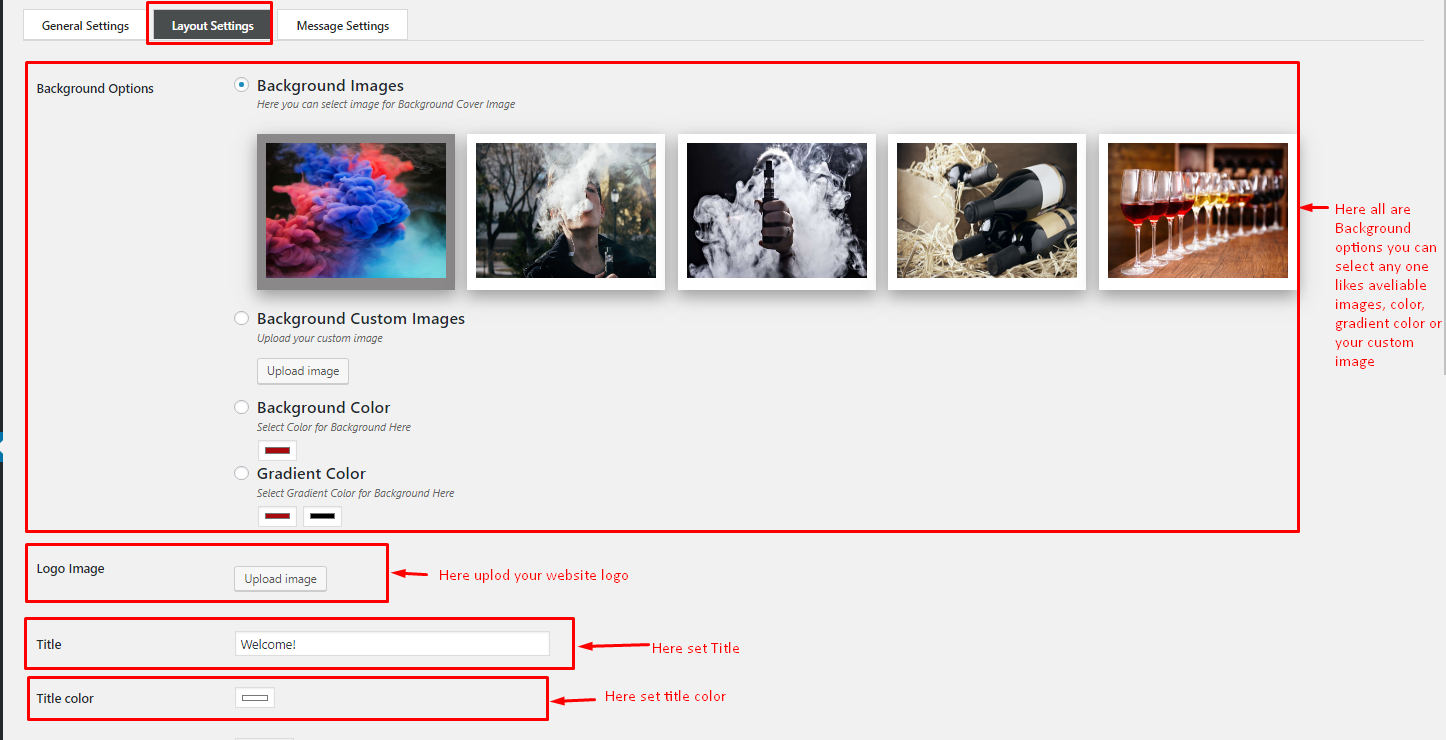 General Settings
Layout Settings
Message Settings
Background Options
Background Images
Here you can select image for Background Cover Image
Here all are
Background
options you can
select any one
likes aveliable
images, color,
gradient color or
your custom
image
Background Custom Images
Upload your custom image
Upload image
Background Color
Select Color for Background Here
Gradient Color
Select Gradient Color for Background Here
Logo Image
Upload image
Here uplod your website logo
Title
Welcome!
Here set Title
Title color
Here set title color